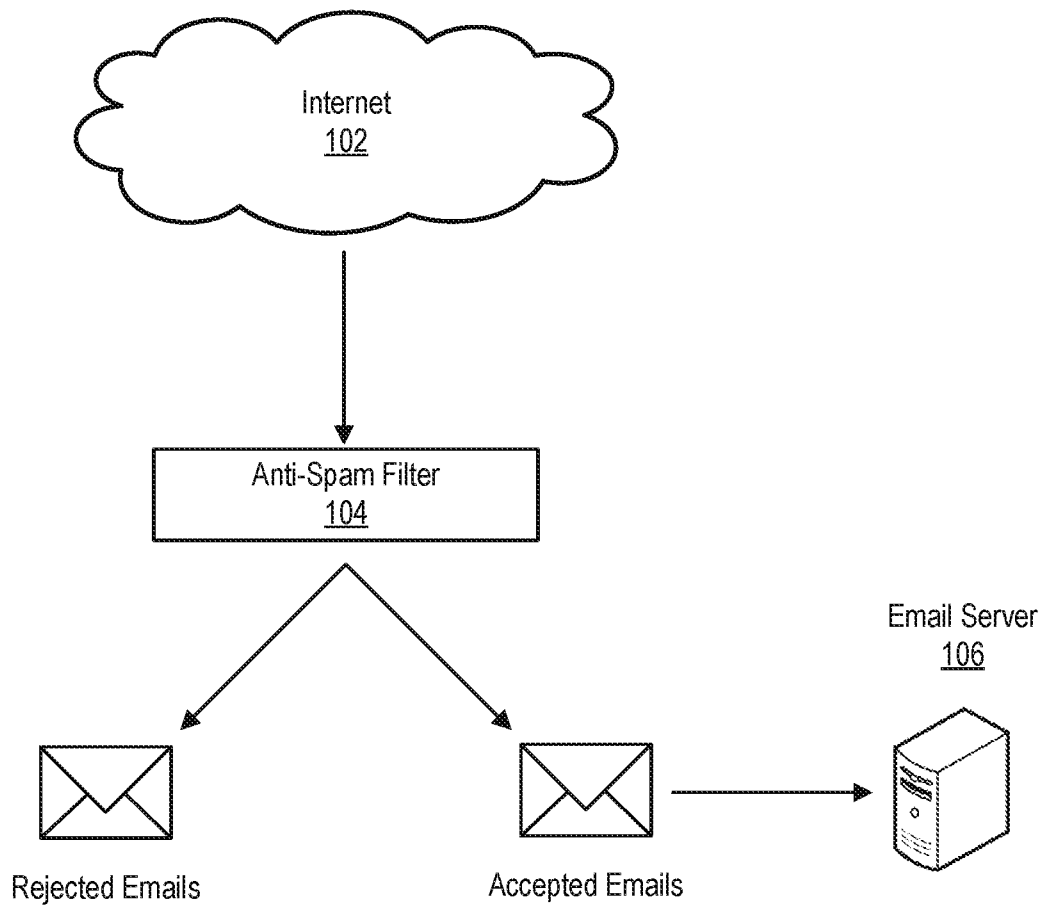 Internet
102
Anti-Spam Filter
104
Email Server
106
Rejected Emails
Accepted Emails